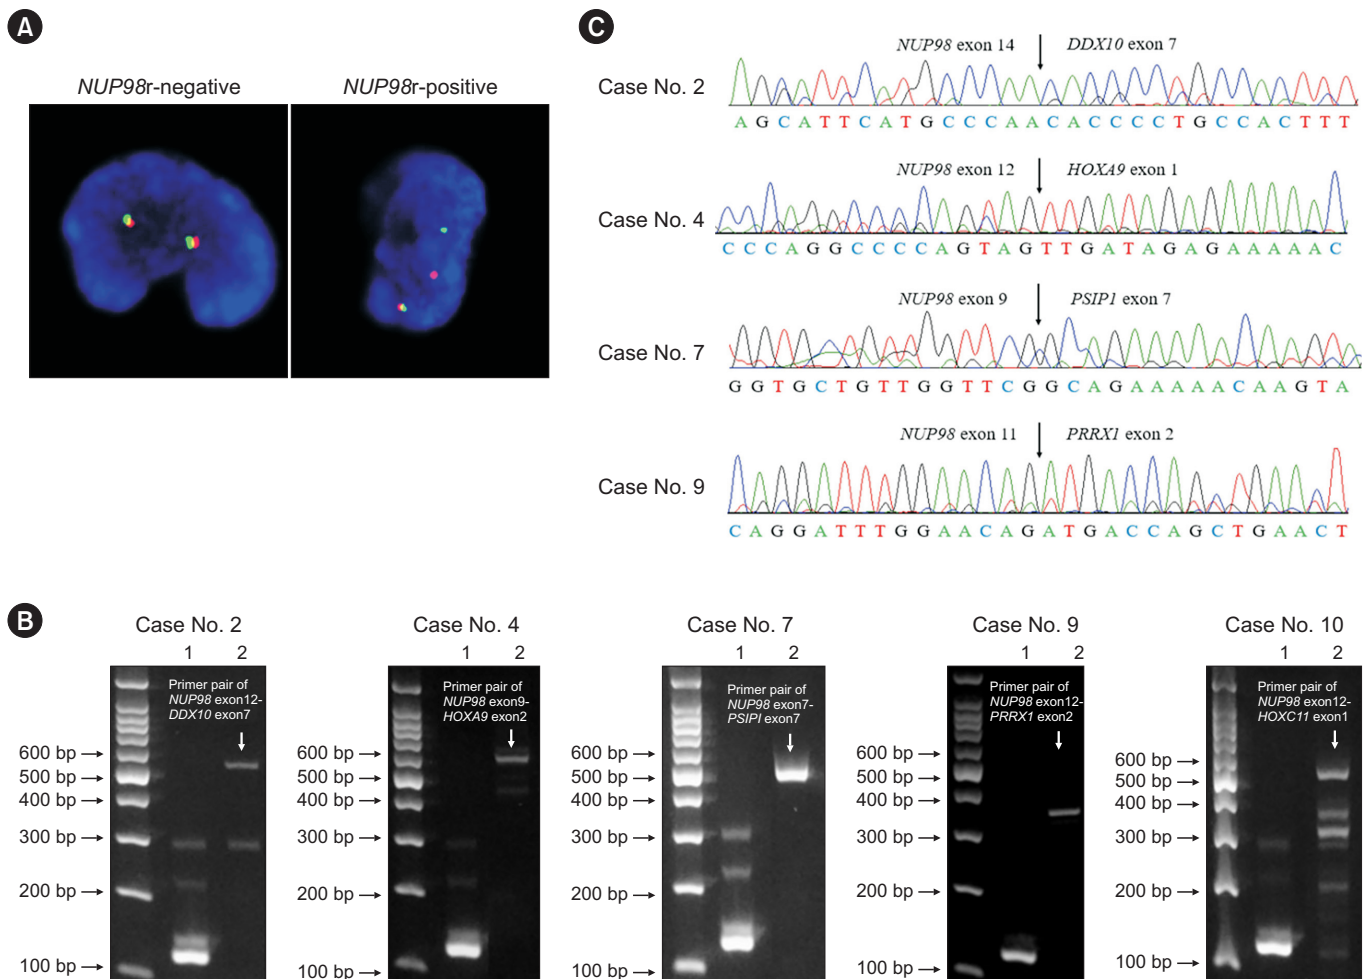 A
NUP98r-negative
NUP98r-positive
C
NUP98 exon 14
DDX10 exon 7
Case No. 2
A G C A T T C A T G C C C A A C A C C C C T G C C A C T T T
NUP98 exon 12
HOXA9 exon 1
Case No. 4
C C C A G G C C C C A G T A G T T G A T A G A G A A A A A C
NUP98 exon 9
PSIP1 exon 7
Case No. 7
G G T G C T G T T G G T T C G G C A G A A A A A C A A G T A
NUP98 exon 11
PRRX1 exon 2
Case No. 9
C A G G A T T T G G A A C A G A T G A C C A G C T G A A C T
B
Case No. 2
1 2
Primer pair of
NUP98 exon12-
DDX10 exon7
600 bp
500 bp
400 bp
300 bp
200 bp
100 bp
Case No. 4
1 2
Primer pair of
NUP98 exon9-
HOXA9 exon2
600 bp
500 bp
400 bp
300 bp
200 bp
100 bp
Case No. 7
1 2
Primer pair of
NUP98 exon7-
PSIPI exon7
600 bp
500 bp
400 bp
300 bp
200 bp
100 bp
Case No. 9
1 2
Primer pair of
NUP98 exon12-
PRRX1 exon2
600 bp
500 bp
400 bp
300 bp
200 bp
100 bp
Case No. 10
1 2
Primer pair of
NUP98 exon12-
HOXC11 exon1
600 bp
500 bp
400 bp
300 bp
200 bp
100 bp